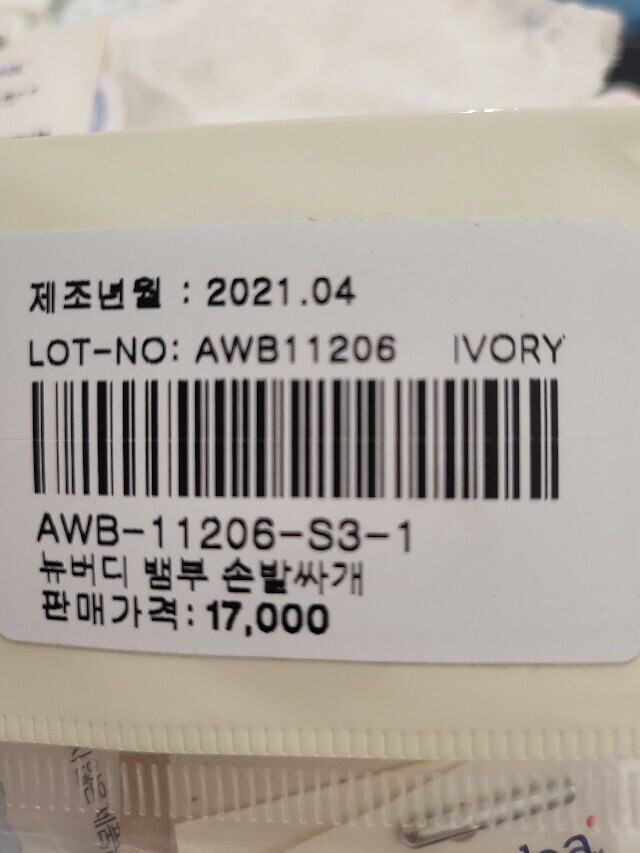 제조년월 : 2021.04
LOT-NO: AWB11206 IVORY
AWB-11206-S3-1
뉴버디 뱀부 손발싸개
판매가격: 17,000